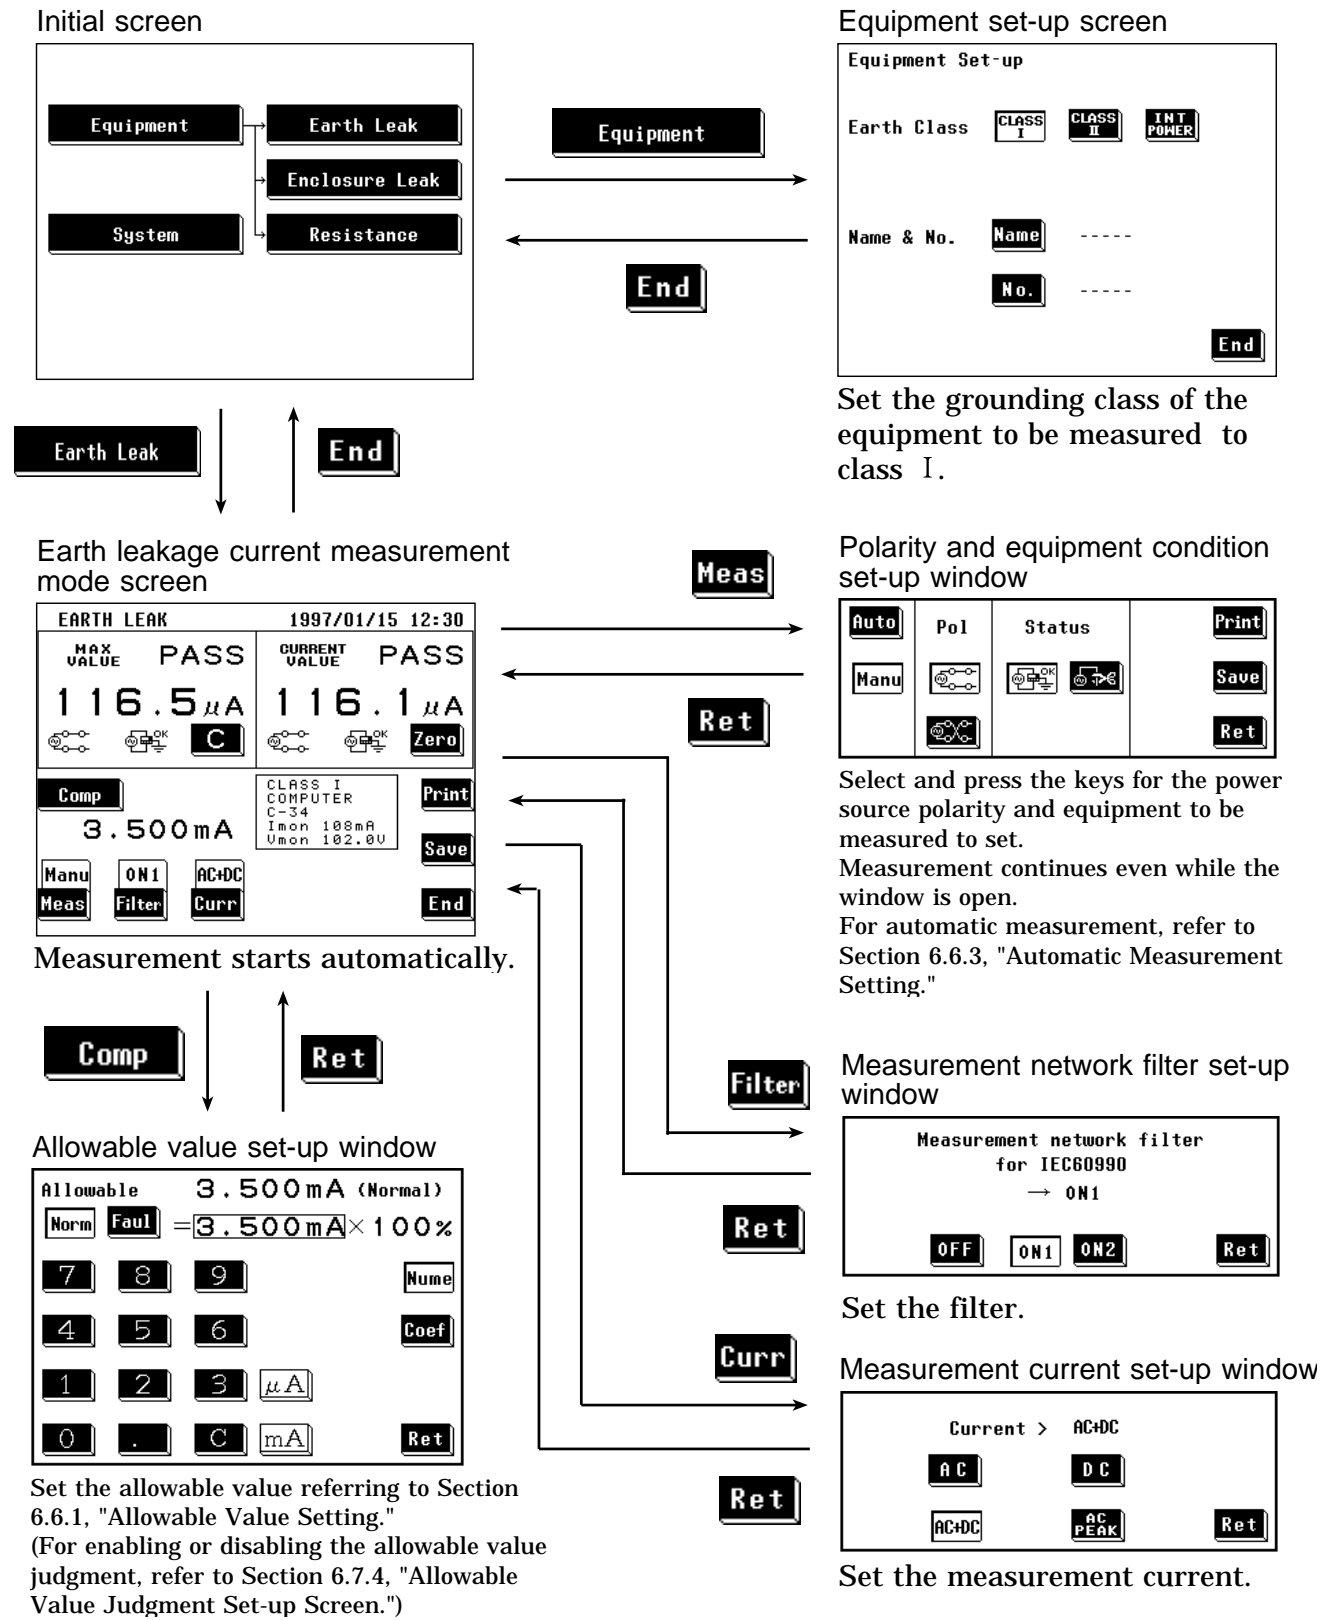 Initial screen
Equipment
Earth Leak
Enclosure Leak
System
Resistance
Equipment
End
Equipment set-up screen
Equipment Set-up
Earth Class CLASS I CLASS II INT POWER
Name & No. Name -----
No. -----
End
Set the grounding class of the
equipment to be measured to
class I.
Earth Leak
End
Earth leakage current measurement
mode screen
EARTH LEAK 1997/01/15 12:30
MAX VALUE PASS CURRENT VALUE PASS
116.5μA 116.1μA
OK C OK Zero
Comp
3.500mA
CLASS I
COMPUTER
C-34
Imon 108mA
Vmon 102.0V
Print
Save
Manu ON1 AC+DC
Meas Filter Curr End
Measurement starts automatically.
Meas
Ret
Polarity and equipment condition
set-up window
Auto Pol Status Print
Manu OK Save
Ret
Select and press the keys for the power
source polarity and equipment to be
measured to set.
Measurement continues even while the
window is open.
For automatic measurement, refer to
Section 6.6.3, "Automatic Measurement
Setting."
Comp
Ret
Allowable value set-up window
Allowable 3.500mA (Normal)
Norm Faul =3.500mA×100%
7 8 9 Nume
4 5 6 Coef
1 2 3 μA
0 . C mA Ret
Set the allowable value referring to Section
6.6.1, "Allowable Value Setting."
(For enabling or disabling the allowable value
judgment, refer to Section 6.7.4, "Allowable
Value Judgment Set-up Screen.")
Filter
Ret
Measurement network filter set-up
window
Measurement network filter
for IEC60990
→ ON1
OFF ON1 ON2 Ret
Set the filter.
Curr
Ret
Measurement current set-up window
Current > AC+DC
AC DC
AC+DC AC PEAK Ret
Set the measurement current.